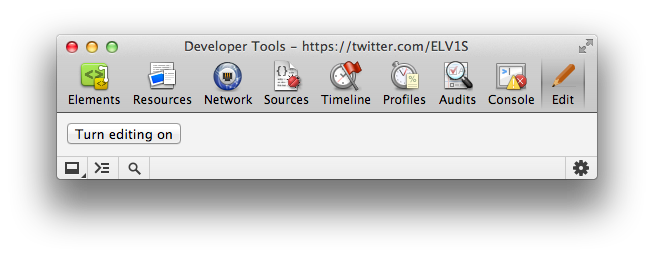 Developer Tools - https://twitter.com/ELV1S
Elements Resources Network Sources Timeline Profiles Audits Console Edit
Turn editing on